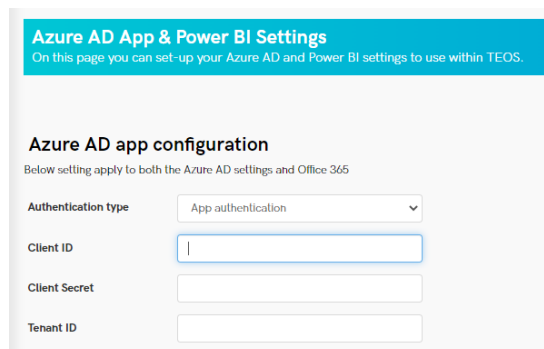 Azure AD App & Power BI Settings
On this page you can set-up your Azure AD and Power BI settings to use within TEOS.
Azure AD app configuration
Below setting apply to both the Azure AD settings and Office 365
Authentication type
App authentication
Client ID
Client Secret
Tenant ID